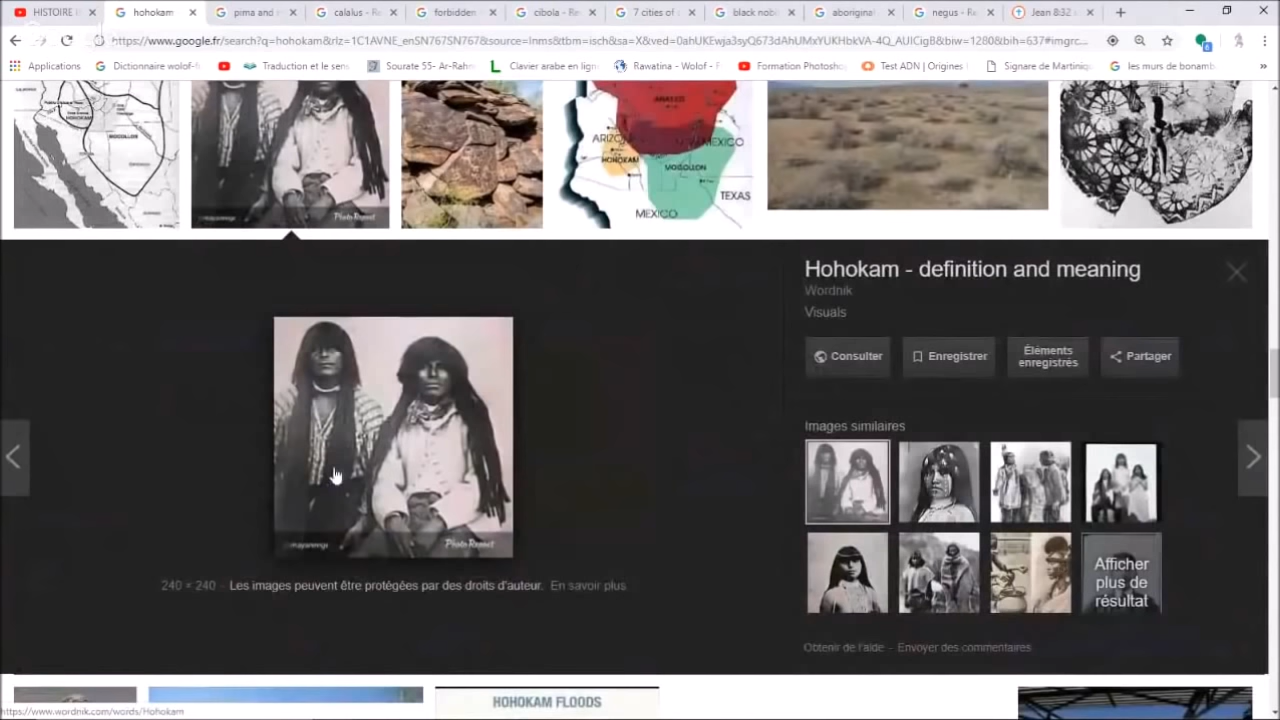 HISTOIRE
hohokam
pima and
calalus - Re
forbidden
cibola - Re
7 cities of
black nobi
aboriginal
negus - Re
Jean 8:32
https://www.google.fr/search?q=hohokam&rlz=1C1AVNE_enSN767SN767&source=lnms&tbm=isch&sa=X&ved=0ahUKEwja3syQ673dAhUMxYUKHbkVA-4Q_AUICigB&biw=1280&bih=637#imgrc...
Applications
Dictionnaire wolof-f
Traduction et le sens
Sourate 55- Ar-Rahm
Clavier arabe en lign
Rawatina - Wolof - F
Formation Photosho
Test ADN | Origines
Signare de Martiniq
les murs de bonamb
HOHOKAM
MOGOLLON
PhotoRepost
ANASAZI
ARIZONA
NEW MEXICO
HOHOKAM
MOGOLLON
TEXAS
MEXICO
Hohokam - definition and meaning
Wordnik
Visuals
Consulter
Enregistrer
Éléments
enregistrés
Partager
Images similaires
PhotoRepost
240 × 240 - Les images peuvent être protégées par des droits d'auteur. En savoir plus
Afficher
plus de
résultat
Obtenir de l'aide - Envoyer des commentaires
HOHOKAM FLOODS
https://www.wordnik.com/words/Hohokam